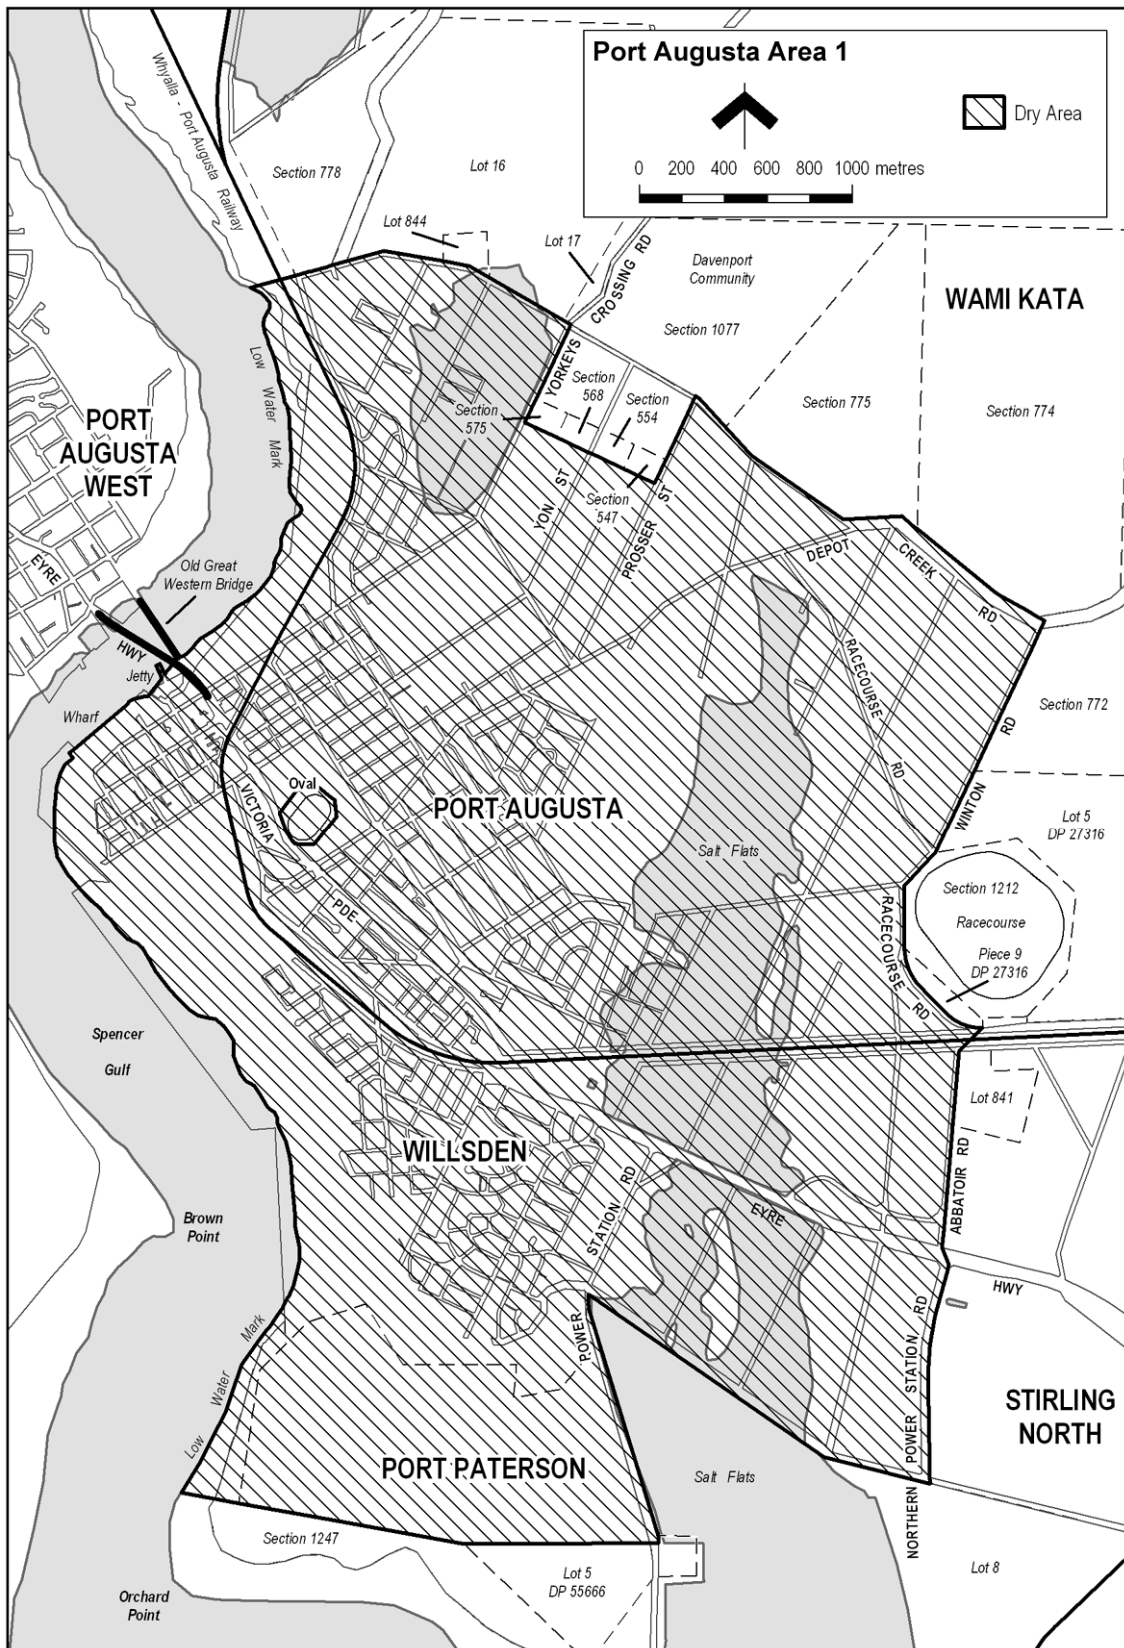 Port Augusta Area 1
Dry Area
0 200 400 600 800 1000 metres
Whyalla - Port Augusta Railway
Section 778
Lot 16
Lot 844
Lot 17
CROSSING RD
Davenport
Community
WAMI KATA
Section 1077
Low Water Mark
YORKEYS
Section
568
Section
554
Section
575
Section 775
Section 774
PORT
AUGUSTA
WEST
YON ST
Section
547
PROSSER ST
DEPOT
CREEK
RD
EYRE
Old Great
Western Bridge
HWY
Jetty
RACECOURSE
RD
Wharf
Section 772
WINTON
RD
Oval
VICTORIA
PORT AUGUSTA
Lot 5
DP 27316
Salt Flats
Section 1212
Racecourse
PDE
RACECOURSE RD
Piece 9
DP 27316
Spencer
Gulf
Lot 841
WILLSDEN
ABBATOIR RD
STATION RD
Brown
Point
EYRE
HWY
POWER
Low Water Mark
NORTHERN POWER STATION RD
STIRLING
NORTH
PORT PATERSON
Salt Flats
Section 1247
Lot 5
DP 55666
Lot 8
Orchard
Point